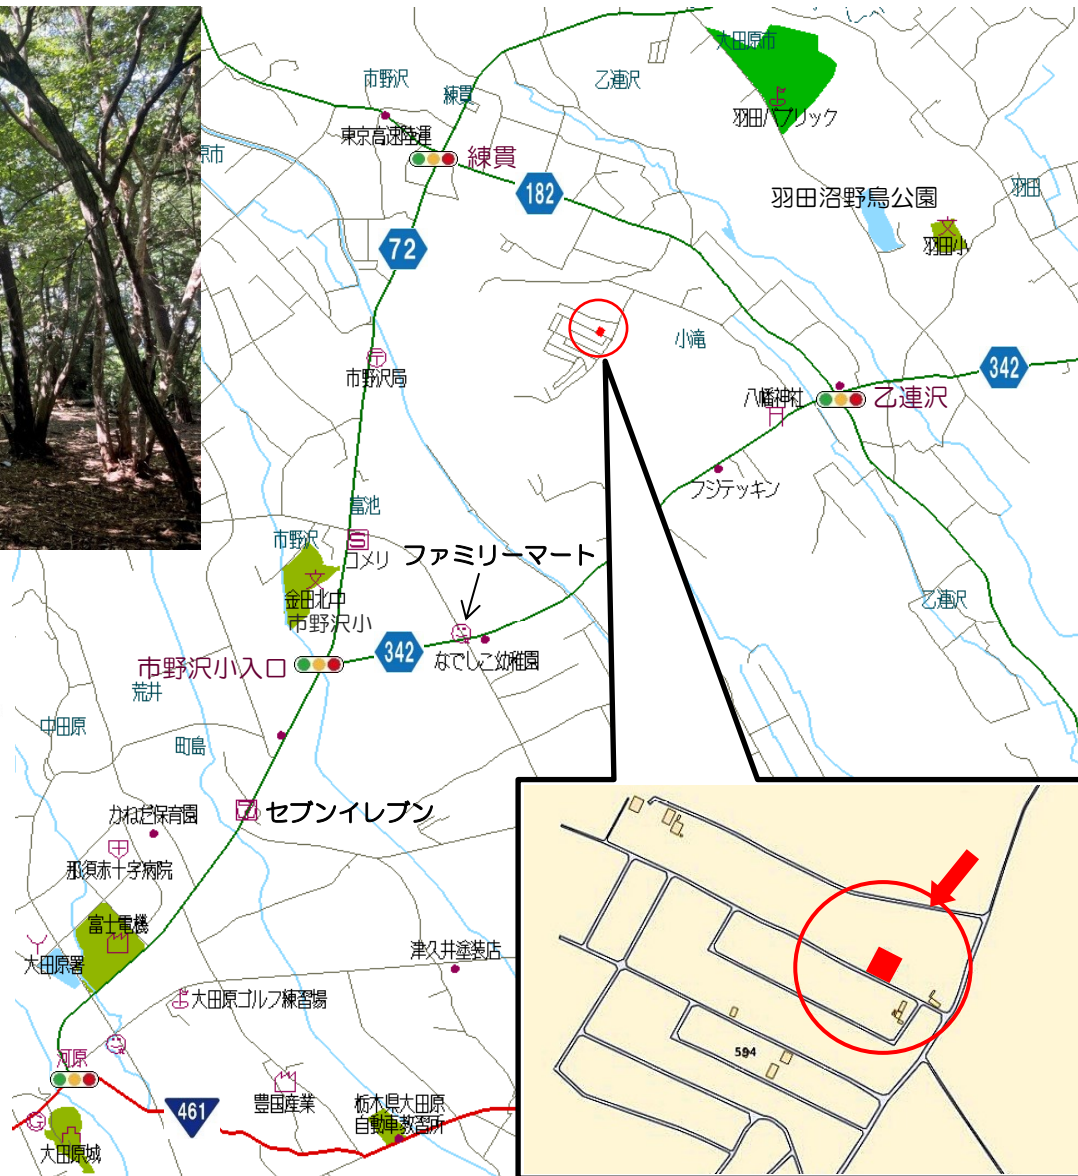 大田原市
市野沢
練貫
乙連沢
東京高速陸運
練貫
羽田パブリック
原市
182
羽田沼野鳥公園
羽田
羽田小
72
小滝
市野沢局
342
八幡神社
乙連沢
フジテッキン
富池
市野沢
コメリ
ファミリーマート
金田北中
市野沢小
乙連沢
342
なでしこ幼稚園
市野沢小入口
荒井
中田原
町島
7
セブンイレブン
かねだ保育園
那須赤十字病院
富士電機
大田原署
津久井塗装店
大田原ゴルフ練習場
河原
594
461
豊国産業
栃木県大田原
自動車教習所
大田原城